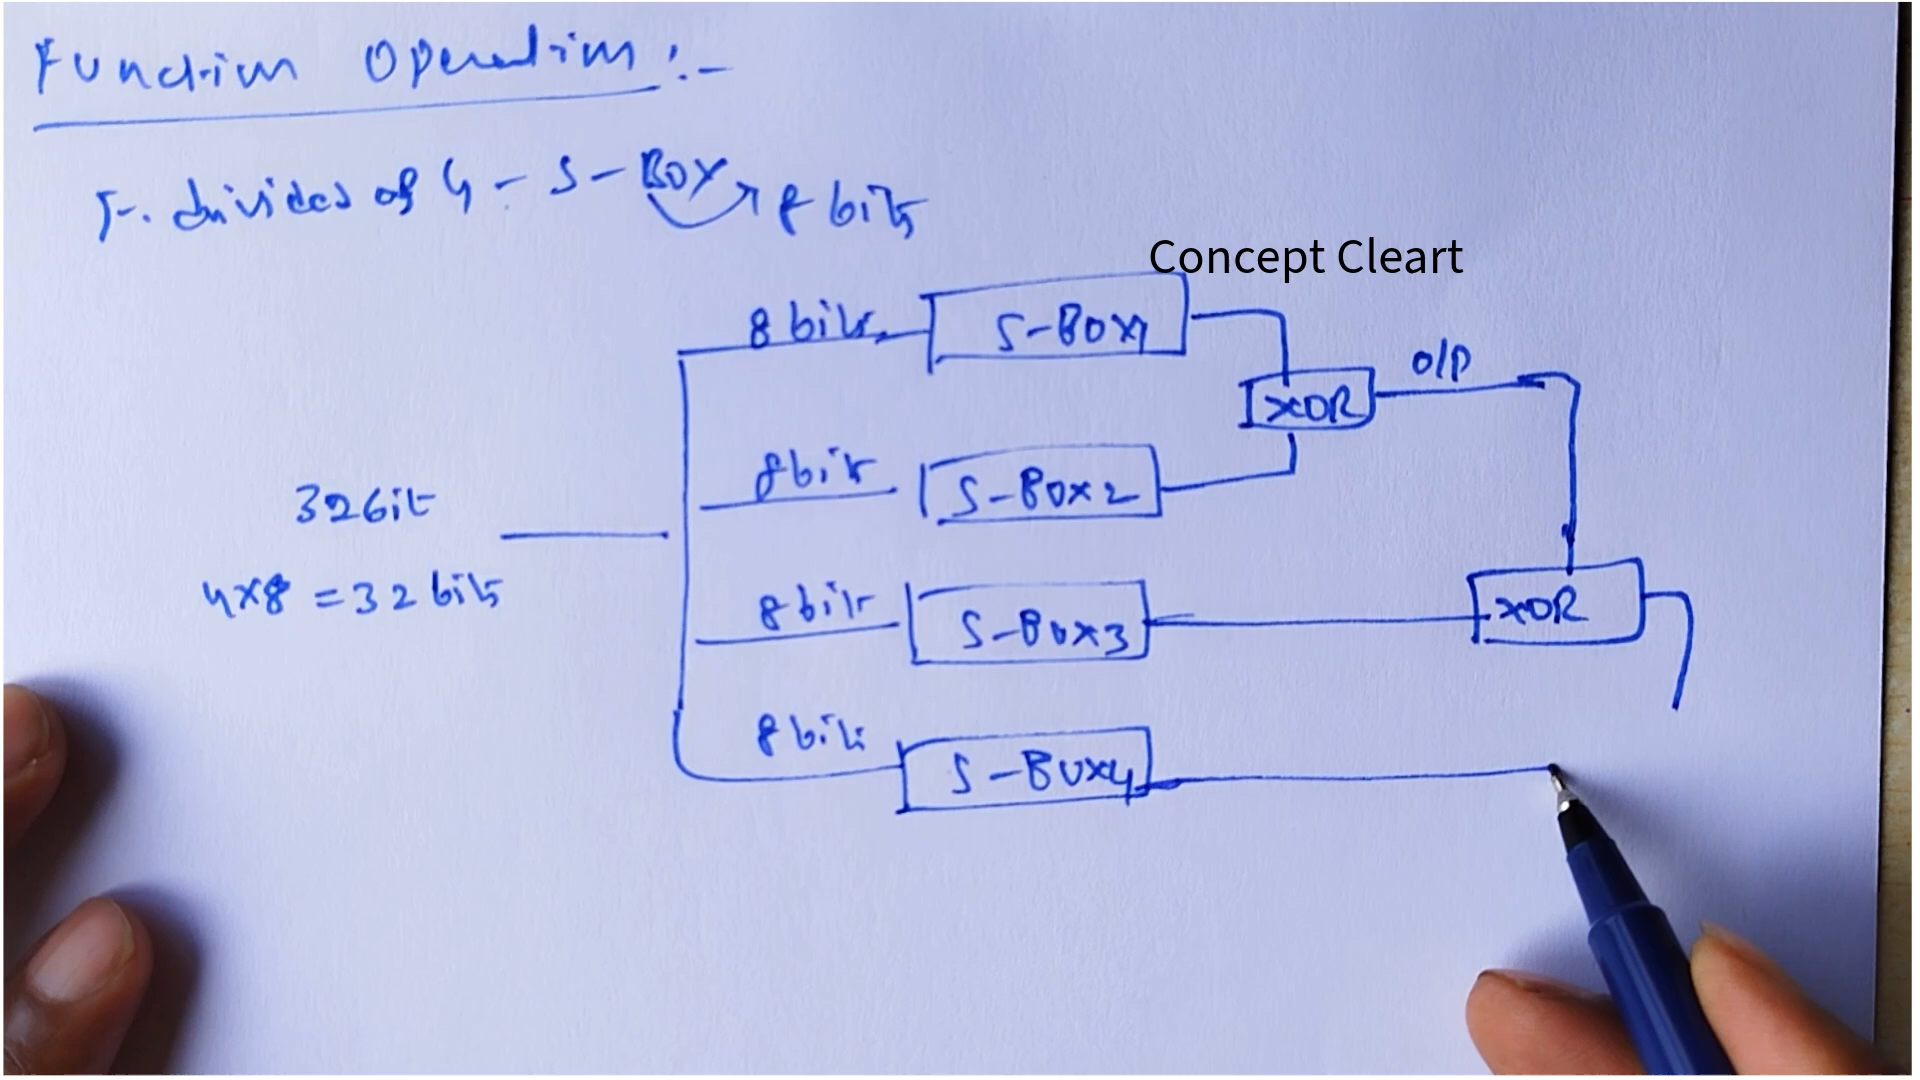 Function Operation :-
F. divided of 4 - S - BOX 8 bits
Concept Cleart
8 bits S-BOX1
O/P
XOR
8 bits S-BOX2
32 bit
4x8 = 32 bits
8 bits S-BOX3
XOR
8 bits S-BOX4